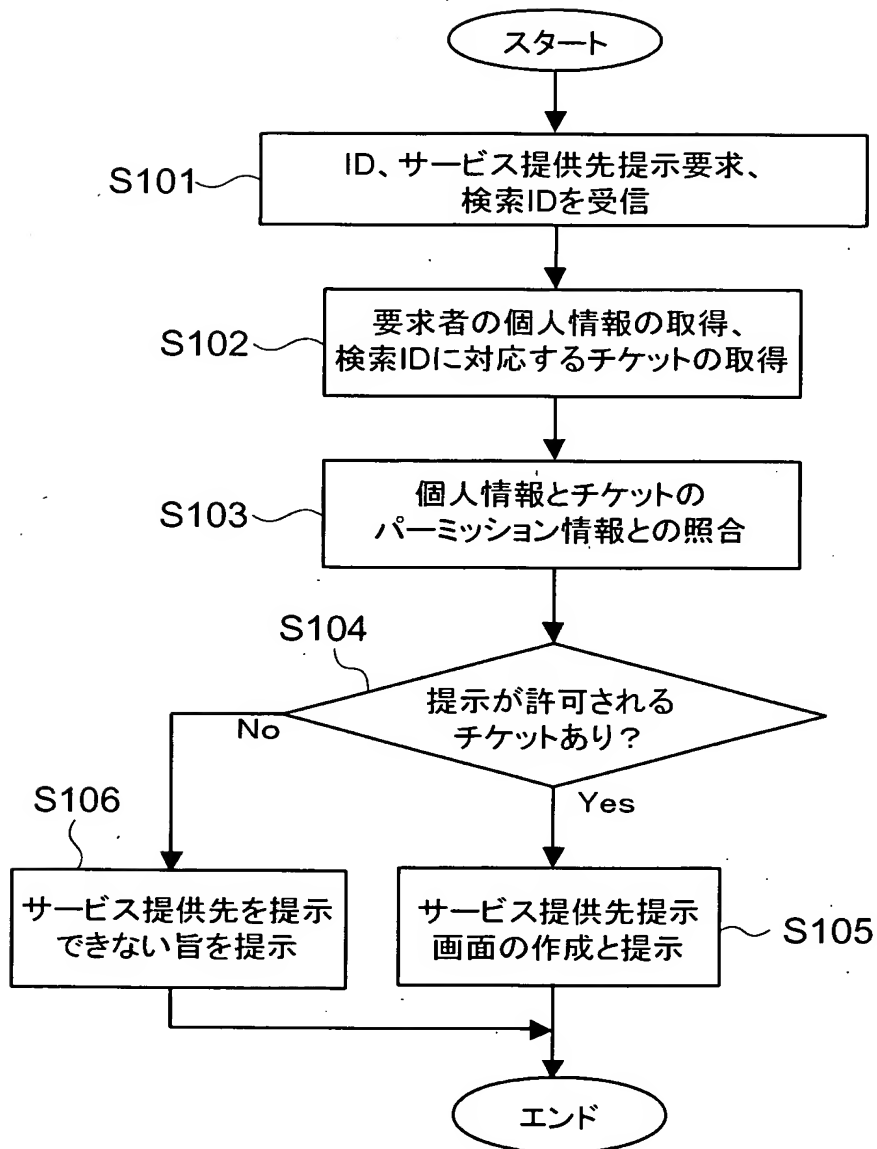 スタート
S101
ID、サービス提供先提示要求、
検索IDを受信
S102
要求者の個人情報の取得、
検索IDに対応するチケットの取得
S103
個人情報とチケットの
パーミッション情報との照合
S104
提示が許可される
チケットあり？
No
Yes
S106
サービス提供先を提示
できない旨を提示
サービス提供先提示
画面の作成と提示
S105
エンド